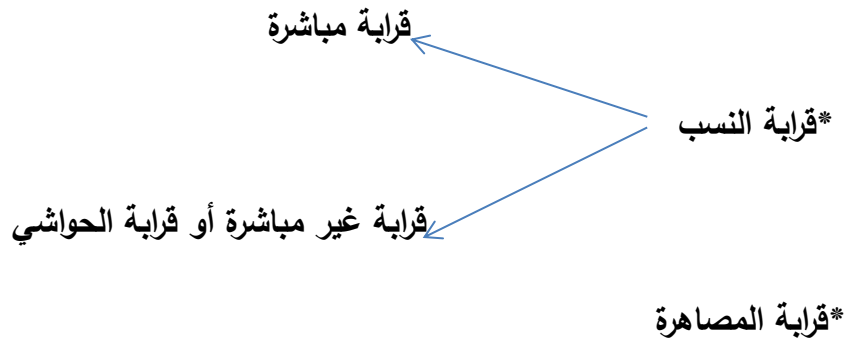 قرابة مباشرة
*قرابة النسب
قرابة غير مباشرة أو قرابة الحواشي
*قرابة المصاهرة